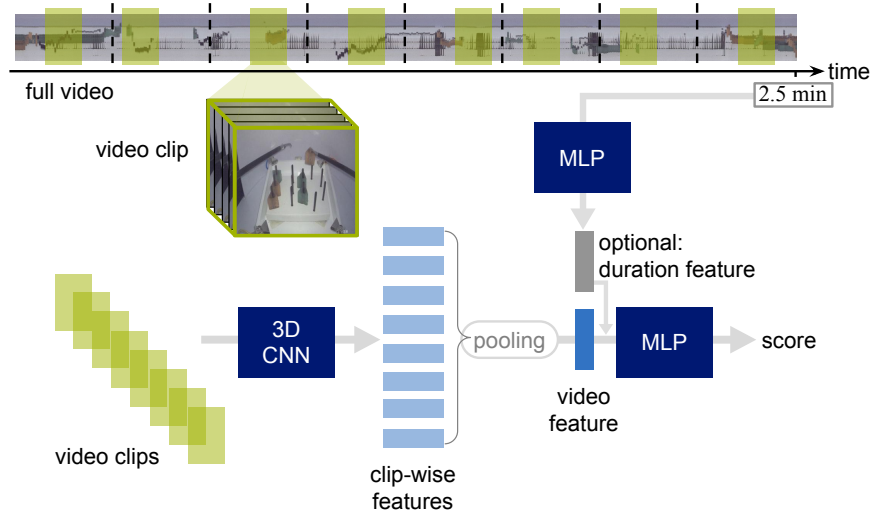 time
full video
2.5 min
video clip
MLP
optional:
duration feature
3D
CNN
pooling
MLP
score
video
feature
video clips
clip-wise
features